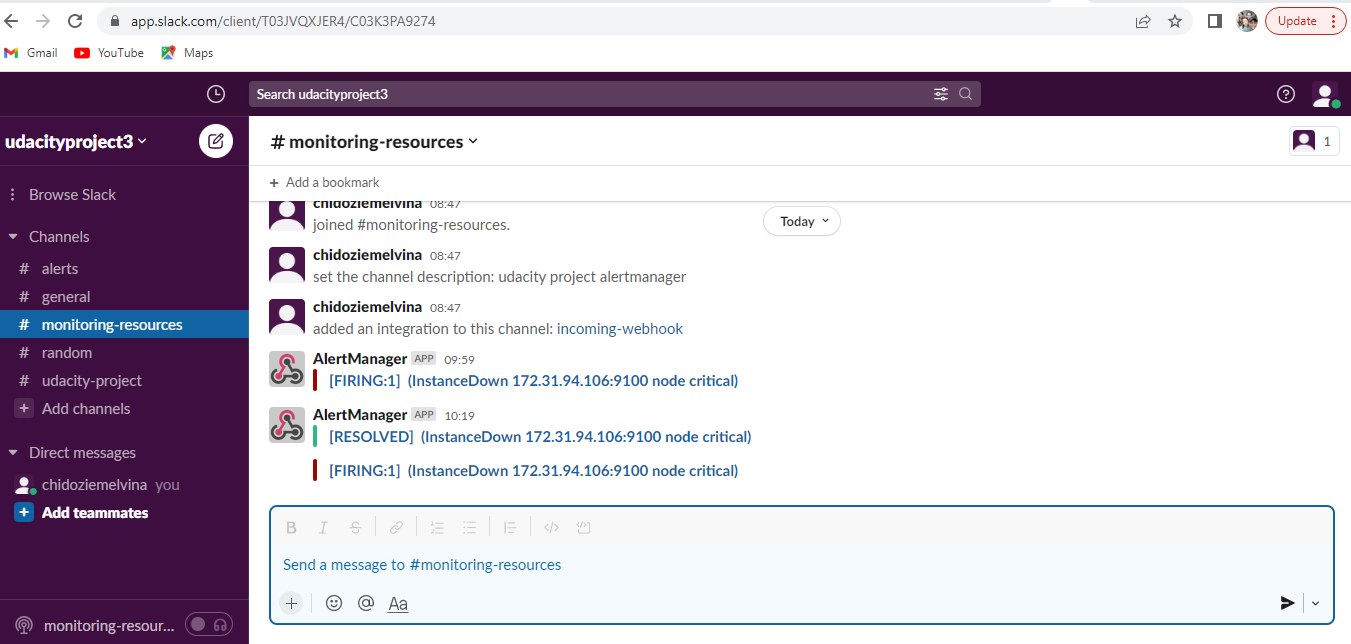 app.slack.com/client/T03JVQXJER4/C03K3PA9274
Update
Gmail YouTube Maps
Search udacityproject3
udacityproject3
# monitoring-resources
1
+ Add a bookmark
Browse Slack
Channels
# alerts
# general
# monitoring-resources
# random
# udacity-project
+ Add channels
Direct messages
chidoziemelvina you
+ Add teammates
monitoring-resour...
chidoziemelvina 08:47
joined #monitoring-resources.
Today
chidoziemelvina 08:47
set the channel description: udacity project alertmanager
chidoziemelvina 08:47
added an integration to this channel: incoming-webhook
AlertManager APP 09:59
[FIRING:1] (InstanceDown 172.31.94.106:9100 node critical)
AlertManager APP 10:19
[RESOLVED] (InstanceDown 172.31.94.106:9100 node critical)
[FIRING:1] (InstanceDown 172.31.94.106:9100 node critical)
B I S
Send a message to #monitoring-resources
+ @ Aa